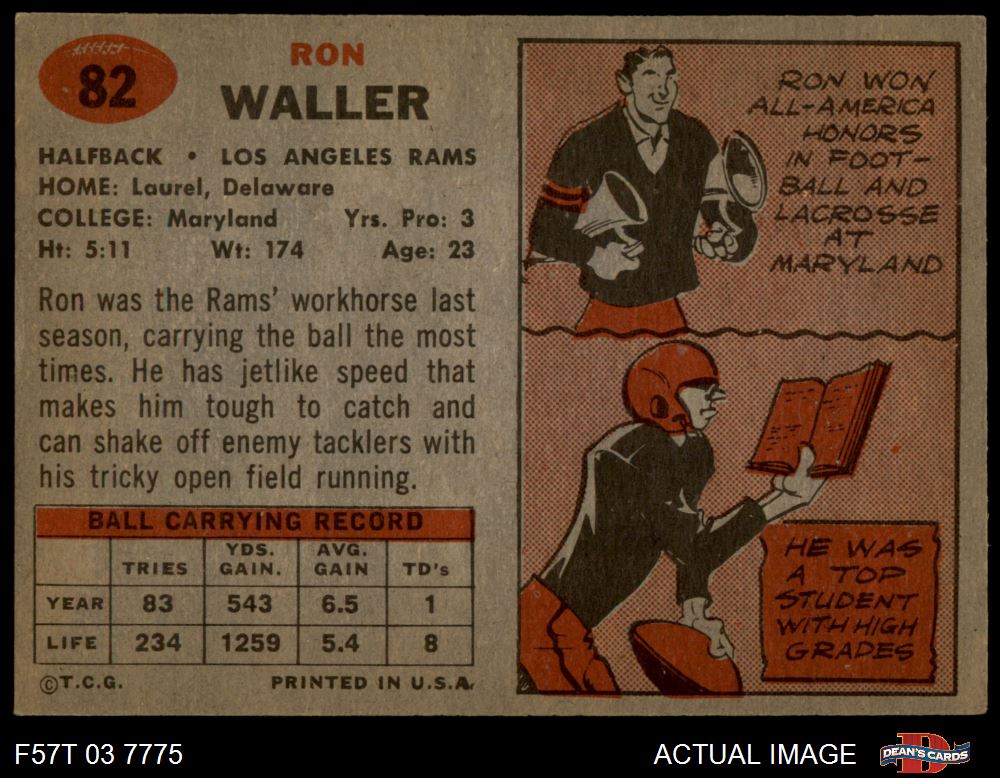 82
RON
WALLER
HALFBACK • LOS ANGELES RAMS
HOME: Laurel, Delaware
COLLEGE: Maryland Yrs. Pro: 3
Ht: 5:11 Wt: 174 Age: 23
Ron was the Rams' workhorse last
season, carrying the ball the most
times. He has jetlike speed that
makes him tough to catch and
can shake off enemy tacklers with
his tricky open field running.
BALL CARRYING RECORD
TRIES YDS. GAIN. AVG. GAIN TD's
YEAR 83 543 6.5 1
LIFE 234 1259 5.4 8
©T.C.G. PRINTED IN U.S.A.
RON WON
ALL-AMERICA
HONORS
IN FOOT-
BALL AND
LACROSSE
AT
MARYLAND
HE WAS
A TOP
STUDENT
WITH HIGH
GRADES
F57T 03 7775 ACTUAL IMAGE
D
DEAN'S CARDS